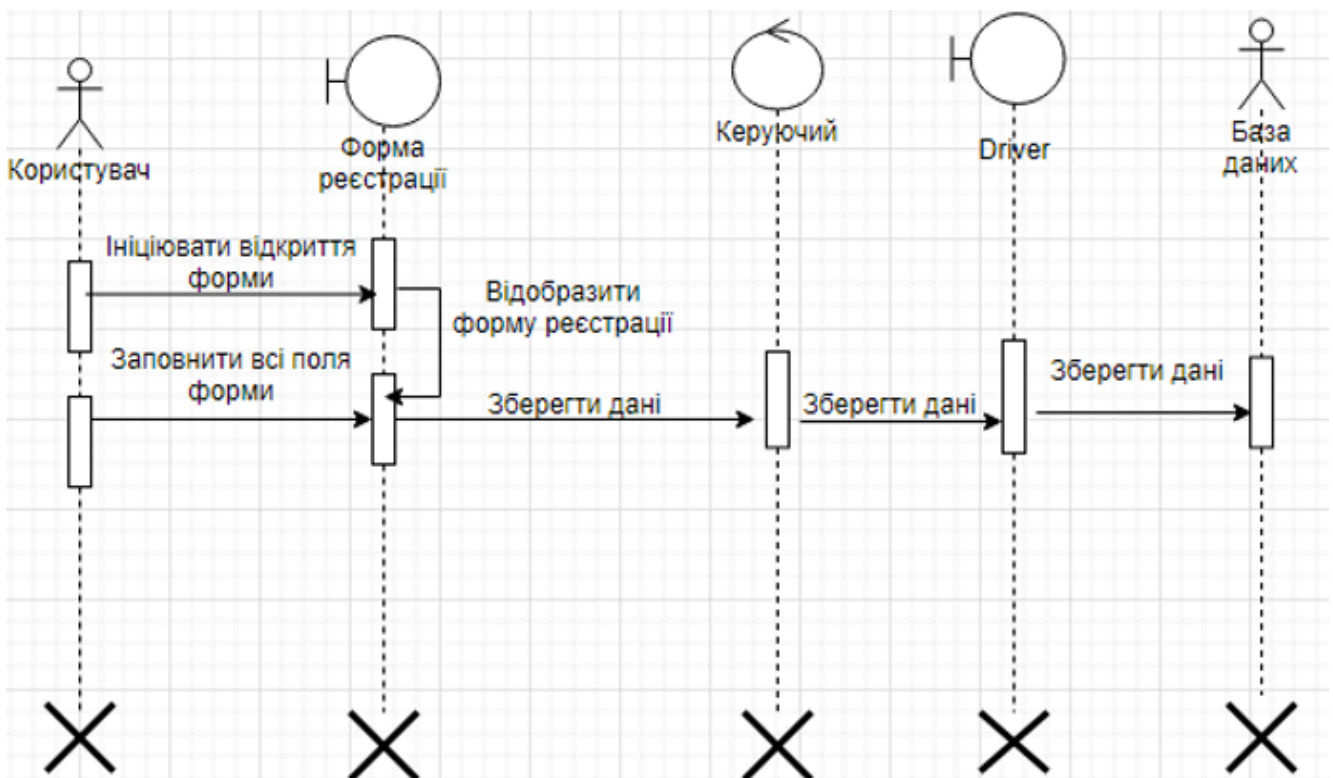 Користувач
Форма
реєстрації
Керуючий
Driver
База
даних
Ініціювати відкриття
форми
Відобразити
форму реєстрації
Заповнити всі поля
форми
Зберегти дані
Зберегти дані
Зберегти дані